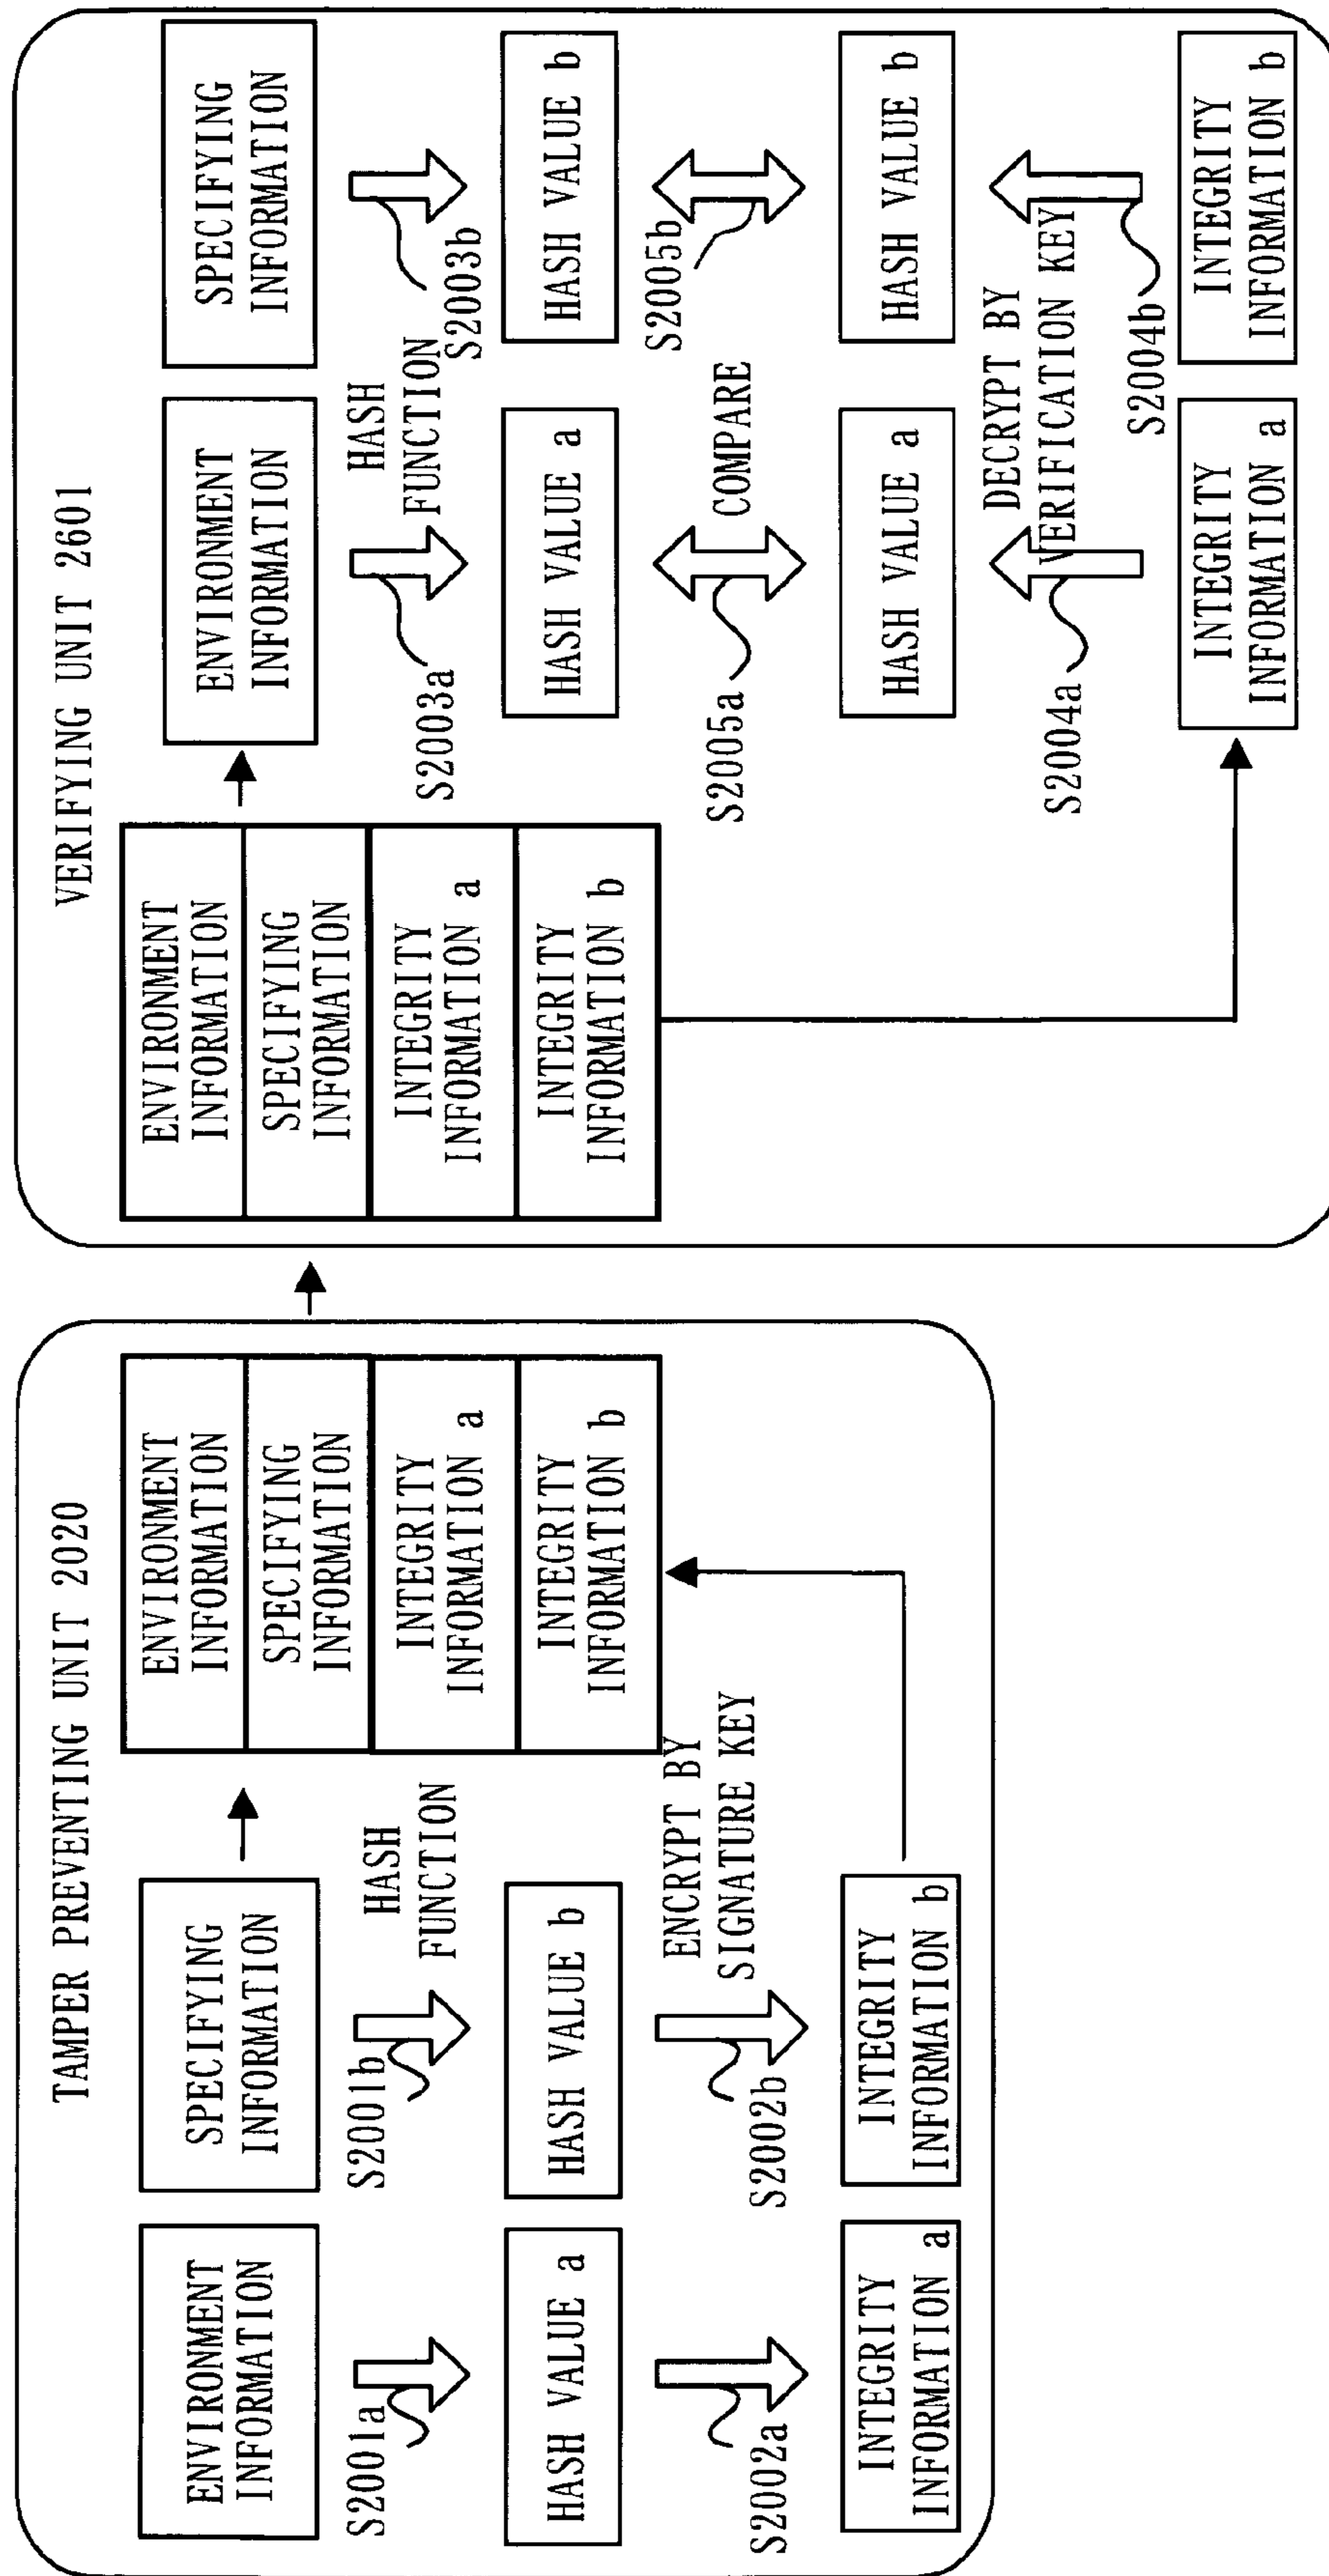 TAMPER PREVENTING UNIT 2020
ENVIRONMENT
INFORMATION
SPECIFYING
INFORMATION
S2001a
S2001b
HASH
FUNCTION
HASH VALUE a
HASH VALUE b
S2002a
S2002b
ENCRYPT BY
SIGNATURE KEY
INTEGRITY
INFORMATION a
INTEGRITY
INFORMATION b
ENVIRONMENT
INFORMATION
SPECIFYING
INFORMATION
INTEGRITY
INFORMATION a
INTEGRITY
INFORMATION b
VERIFYING UNIT 2601
ENVIRONMENT
INFORMATION
SPECIFYING
INFORMATION
INTEGRITY
INFORMATION a
INTEGRITY
INFORMATION b
ENVIRONMENT
INFORMATION
SPECIFYING
INFORMATION
S2003a
HASH
FUNCTION
S2003b
HASH VALUE a
HASH VALUE b
S2005a
COMPARE
S2005b
HASH VALUE a
HASH VALUE b
S2004a
DECRYPT BY
VERIFICATION KEY
S2004b
INTEGRITY
INFORMATION a
INTEGRITY
INFORMATION b